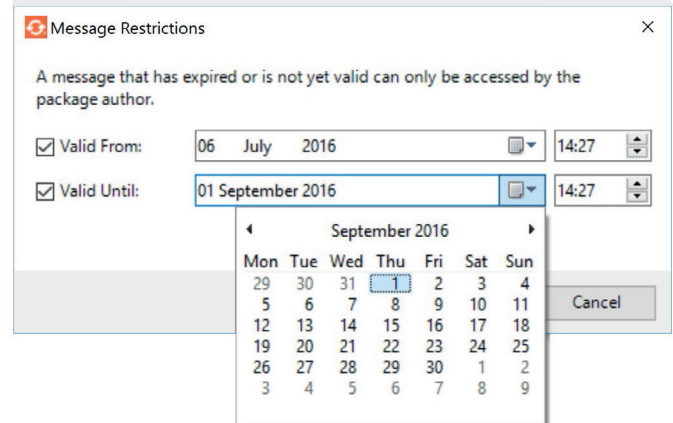 Message Restrictions
A message that has expired or is not yet valid can only be accessed by the
package author.
Valid From: 06 July 2016 14:27
Valid Until: 01 September 2016 14:27
September 2016
Mon Tue Wed Thu Fri Sat Sun
29 30 31 1 2 3 4
5 6 7 8 9 10 11
12 13 14 15 16 17 18
19 20 21 22 23 24 25
26 27 28 29 30 1 2
3 4 5 6 7 8 9
Cancel